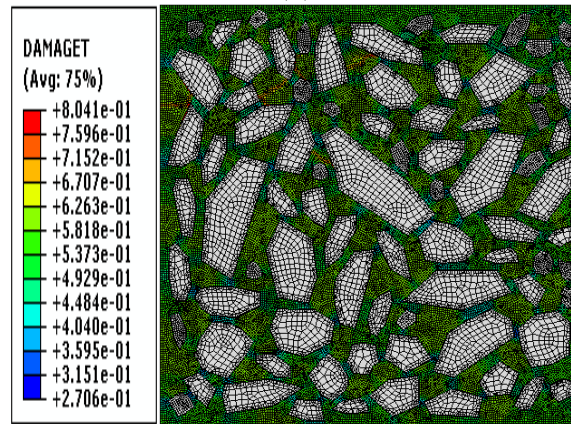 DAMAGET
(Avg: 75%)
+8.041e-01
+7.596e-01
+7.152e-01
+6.707e-01
+6.263e-01
+5.818e-01
+5.373e-01
+4.929e-01
+4.484e-01
+4.040e-01
+3.595e-01
+3.151e-01
+2.706e-01